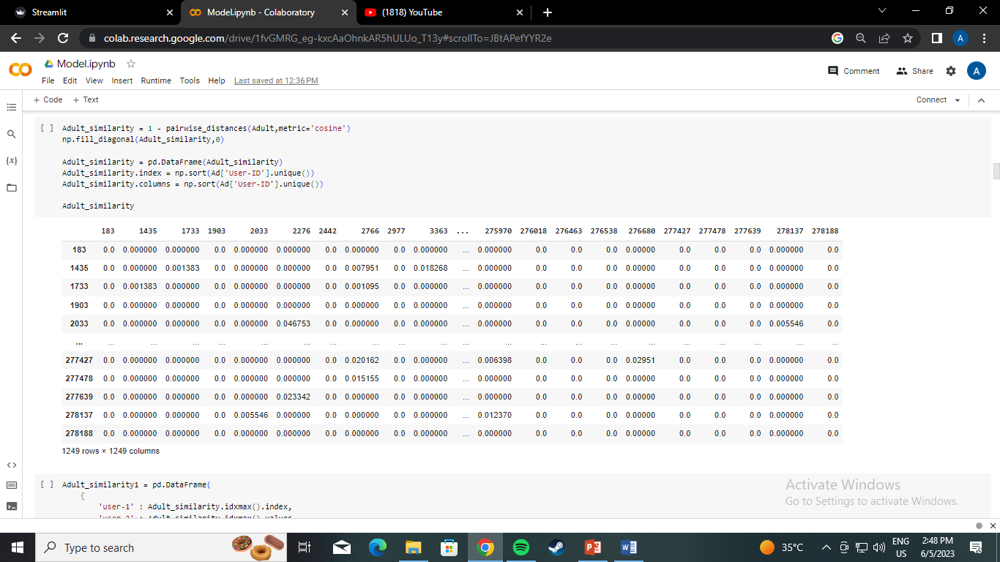 Streamlit
Model.ipynb - Colaboratory
(1818) YouTube
colab.research.google.com/drive/1fvGMRG_eg-kxcAaOhnkAR5hULUo_T13y#scrollTo=JBtAPefYYR2e
A
Model.ipynb
File Edit View Insert Runtime Tools Help Last saved at 12:36 PM
Comment Share A
+ Code + Text
Connect
[ ] Adult_similarity = 1 - pairwise_distances(Adult,metric='cosine')
np.fill_diagonal(Adult_similarity,0)
Adult_similarity = pd.DataFrame(Adult_similarity)
Adult_similarity.index = np.sort(Ad['User-ID'].unique())
Adult_similarity.columns = np.sort(Ad['User-ID'].unique())
Adult_similarity
183 1435 1733 1903 2033 2276 2442 2766 2977 3363 ... 275970 276018 276463 276538 276680 277427 277478 277639 278137 278188
183 0.0 0.000000 0.000000 0.0 0.000000 0.000000 0.0 0.000000 0.0 0.000000 ... 0.000000 0.0 0.0 0.0 0.00000 0.0 0.0 0.0 0.000000 0.0
1435 0.0 0.000000 0.001383 0.0 0.000000 0.000000 0.0 0.007951 0.0 0.018268 ... 0.000000 0.0 0.0 0.0 0.00000 0.0 0.0 0.0 0.000000 0.0
1733 0.0 0.001383 0.000000 0.0 0.000000 0.000000 0.0 0.001095 0.0 0.000000 ... 0.000000 0.0 0.0 0.0 0.00000 0.0 0.0 0.0 0.000000 0.0
1903 0.0 0.000000 0.000000 0.0 0.000000 0.000000 0.0 0.000000 0.0 0.000000 ... 0.000000 0.0 0.0 0.0 0.00000 0.0 0.0 0.0 0.000000 0.0
2033 0.0 0.000000 0.000000 0.0 0.000000 0.046753 0.0 0.000000 0.0 0.000000 ... 0.000000 0.0 0.0 0.0 0.00000 0.0 0.0 0.0 0.005546 0.0
... ... ... ... ... ... ... ... ... ... ... ... ... ... ... ... ... ... ... ... ... ...
277427 0.0 0.000000 0.000000 0.0 0.000000 0.000000 0.0 0.020162 0.0 0.000000 ... 0.006398 0.0 0.0 0.0 0.02951 0.0 0.0 0.0 0.000000 0.0
277478 0.0 0.000000 0.000000 0.0 0.000000 0.000000 0.0 0.015155 0.0 0.000000 ... 0.000000 0.0 0.0 0.0 0.00000 0.0 0.0 0.0 0.000000 0.0
277639 0.0 0.000000 0.000000 0.0 0.000000 0.023342 0.0 0.000000 0.0 0.000000 ... 0.000000 0.0 0.0 0.0 0.00000 0.0 0.0 0.0 0.000000 0.0
278137 0.0 0.000000 0.000000 0.0 0.005546 0.000000 0.0 0.000000 0.0 0.000000 ... 0.012370 0.0 0.0 0.0 0.00000 0.0 0.0 0.0 0.000000 0.0
278188 0.0 0.000000 0.000000 0.0 0.000000 0.000000 0.0 0.000000 0.0 0.000000 ... 0.000000 0.0 0.0 0.0 0.00000 0.0 0.0 0.0 0.000000 0.0
1249 rows × 1249 columns
[ ] Adult_similarity1 = pd.DataFrame(
{
'user-1' : Adult_similarity.idxmax().index,
'user-2' : Adult_similarity.idxmax().values,
Activate Windows
Go to Settings to activate Windows.
Type to search
35°C
ENG
US
2:48 PM
6/5/2023